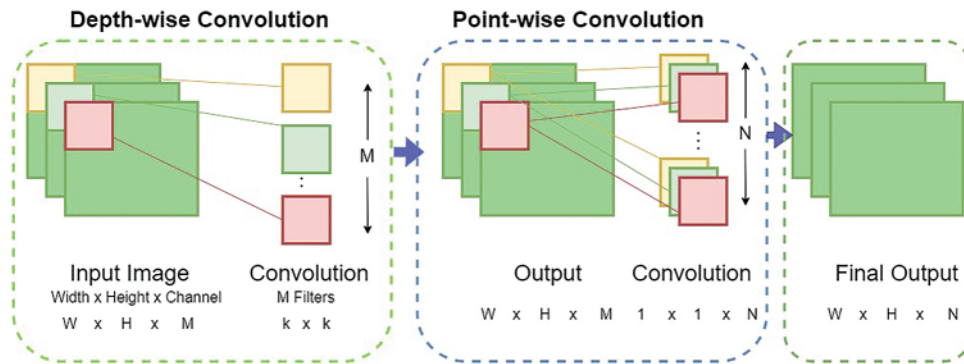 Depth-wise Convolution
Point-wise Convolution
M
⋮
N
⋮
Input Image
Width x Height x Channel
W x H x M
Convolution
M Filters
k x k
Output
W x H x M
Convolution
1 x 1 x N
Final Output
W x H x N